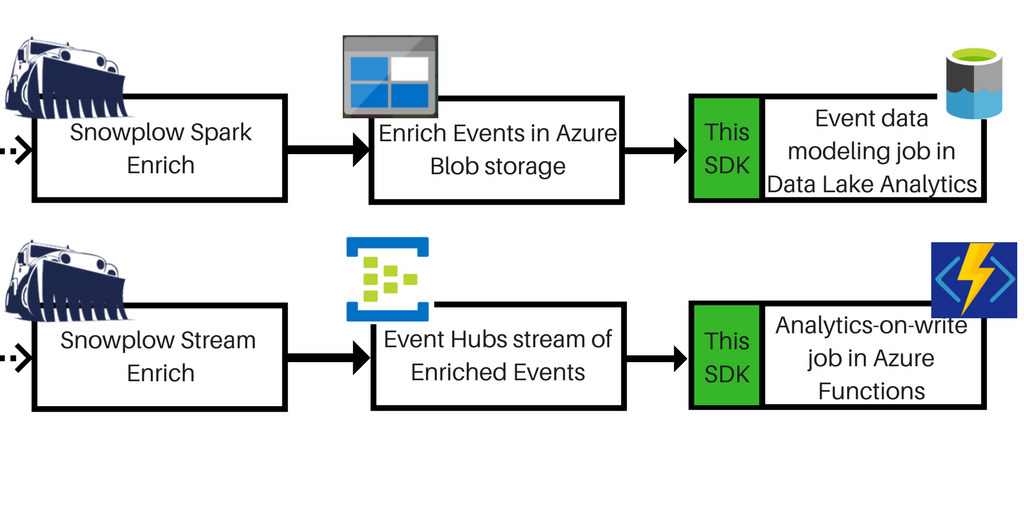 Snowplow Spark
Enrich
Enrich Events in Azure
Blob storage
This
SDK
Event data
modeling job in
Data Lake Analytics
Snowplow Stream
Enrich
Event Hubs stream of
Enriched Events
This
SDK
Analytics-on-write
job in Azure
Functions